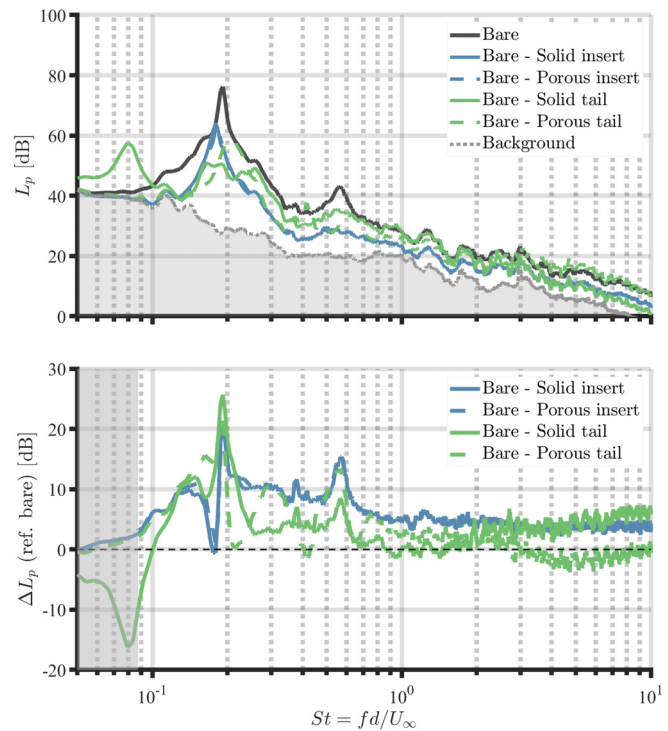 100
80
60
40
20
0
L_p [dB]
Bare
Bare - Solid insert
Bare - Porous insert
Bare - Solid tail
Bare - Porous tail
Background
30
20
10
0
-10
-20
ΔL_p (ref. bare) [dB]
Bare - Solid insert
Bare - Porous insert
Bare - Solid tail
Bare - Porous tail
10^-1
10^0
10^1
St = fd/U_∞